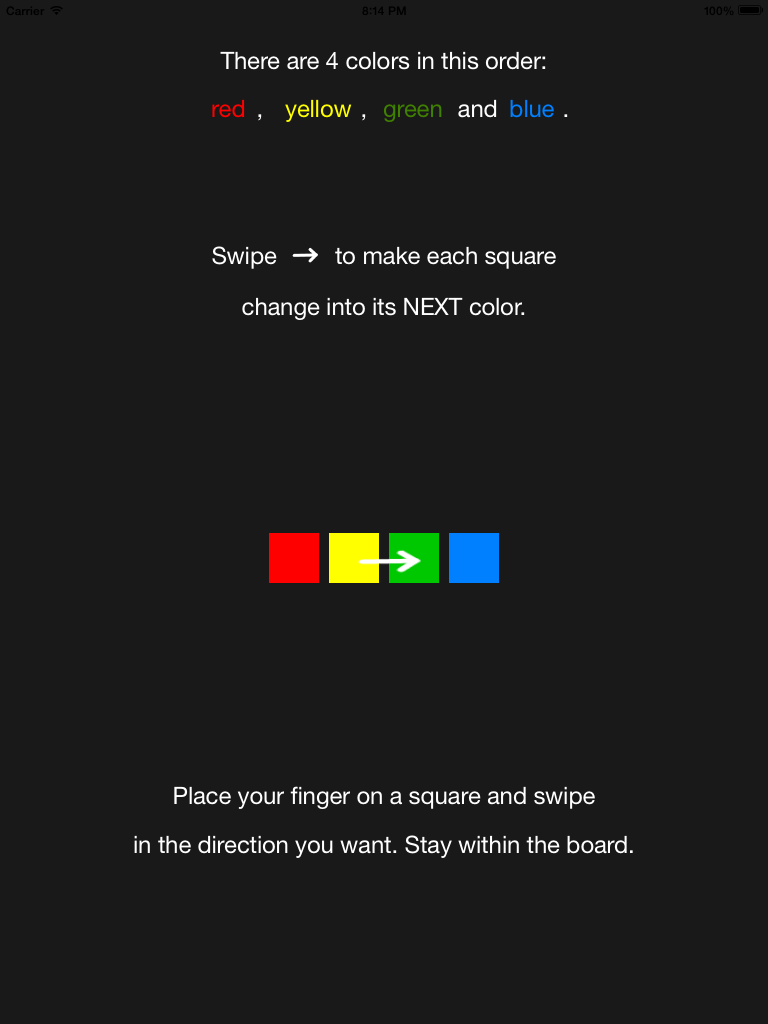 Carrier 8:14 PM 100%
There are 4 colors in this order:
red , yellow , green and blue .
Swipe → to make each square
change into its NEXT color.
Place your finger on a square and swipe
in the direction you want. Stay within the board.